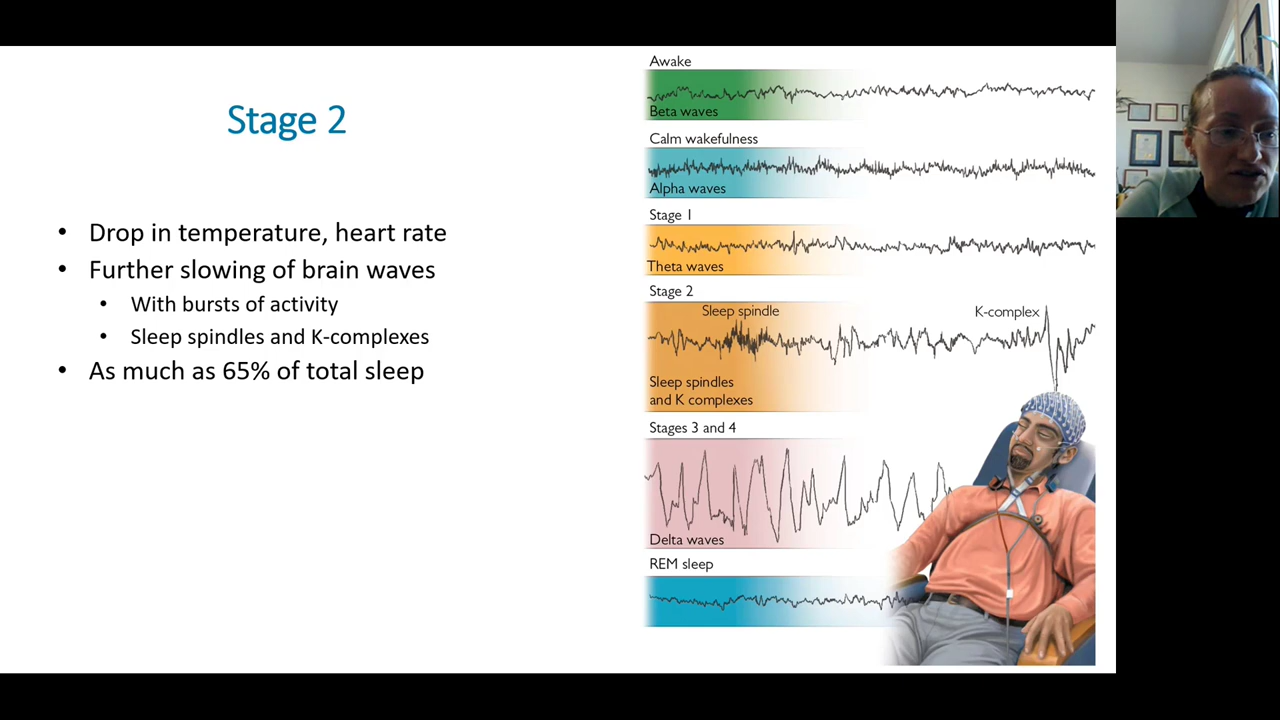 Stage 2
Drop in temperature, heart rate
Further slowing of brain waves
With bursts of activity
Sleep spindles and K-complexes
As much as 65% of total sleep
Awake
Beta waves
Calm wakefulness
Alpha waves
Stage 1
Theta waves
Stage 2
Sleep spindle
K-complex
Sleep spindles
and K complexes
Stages 3 and 4
Delta waves
REM sleep